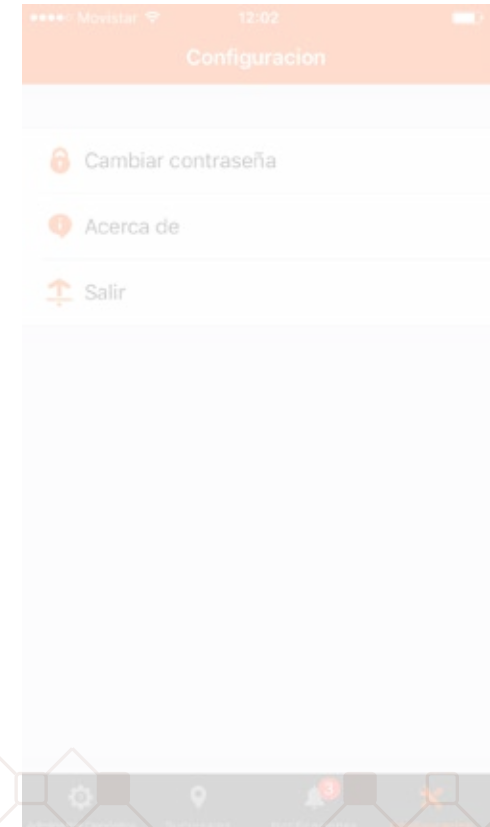 Movistar 12:02
Configuracion
Cambiar contraseña
Acerca de
Salir
3